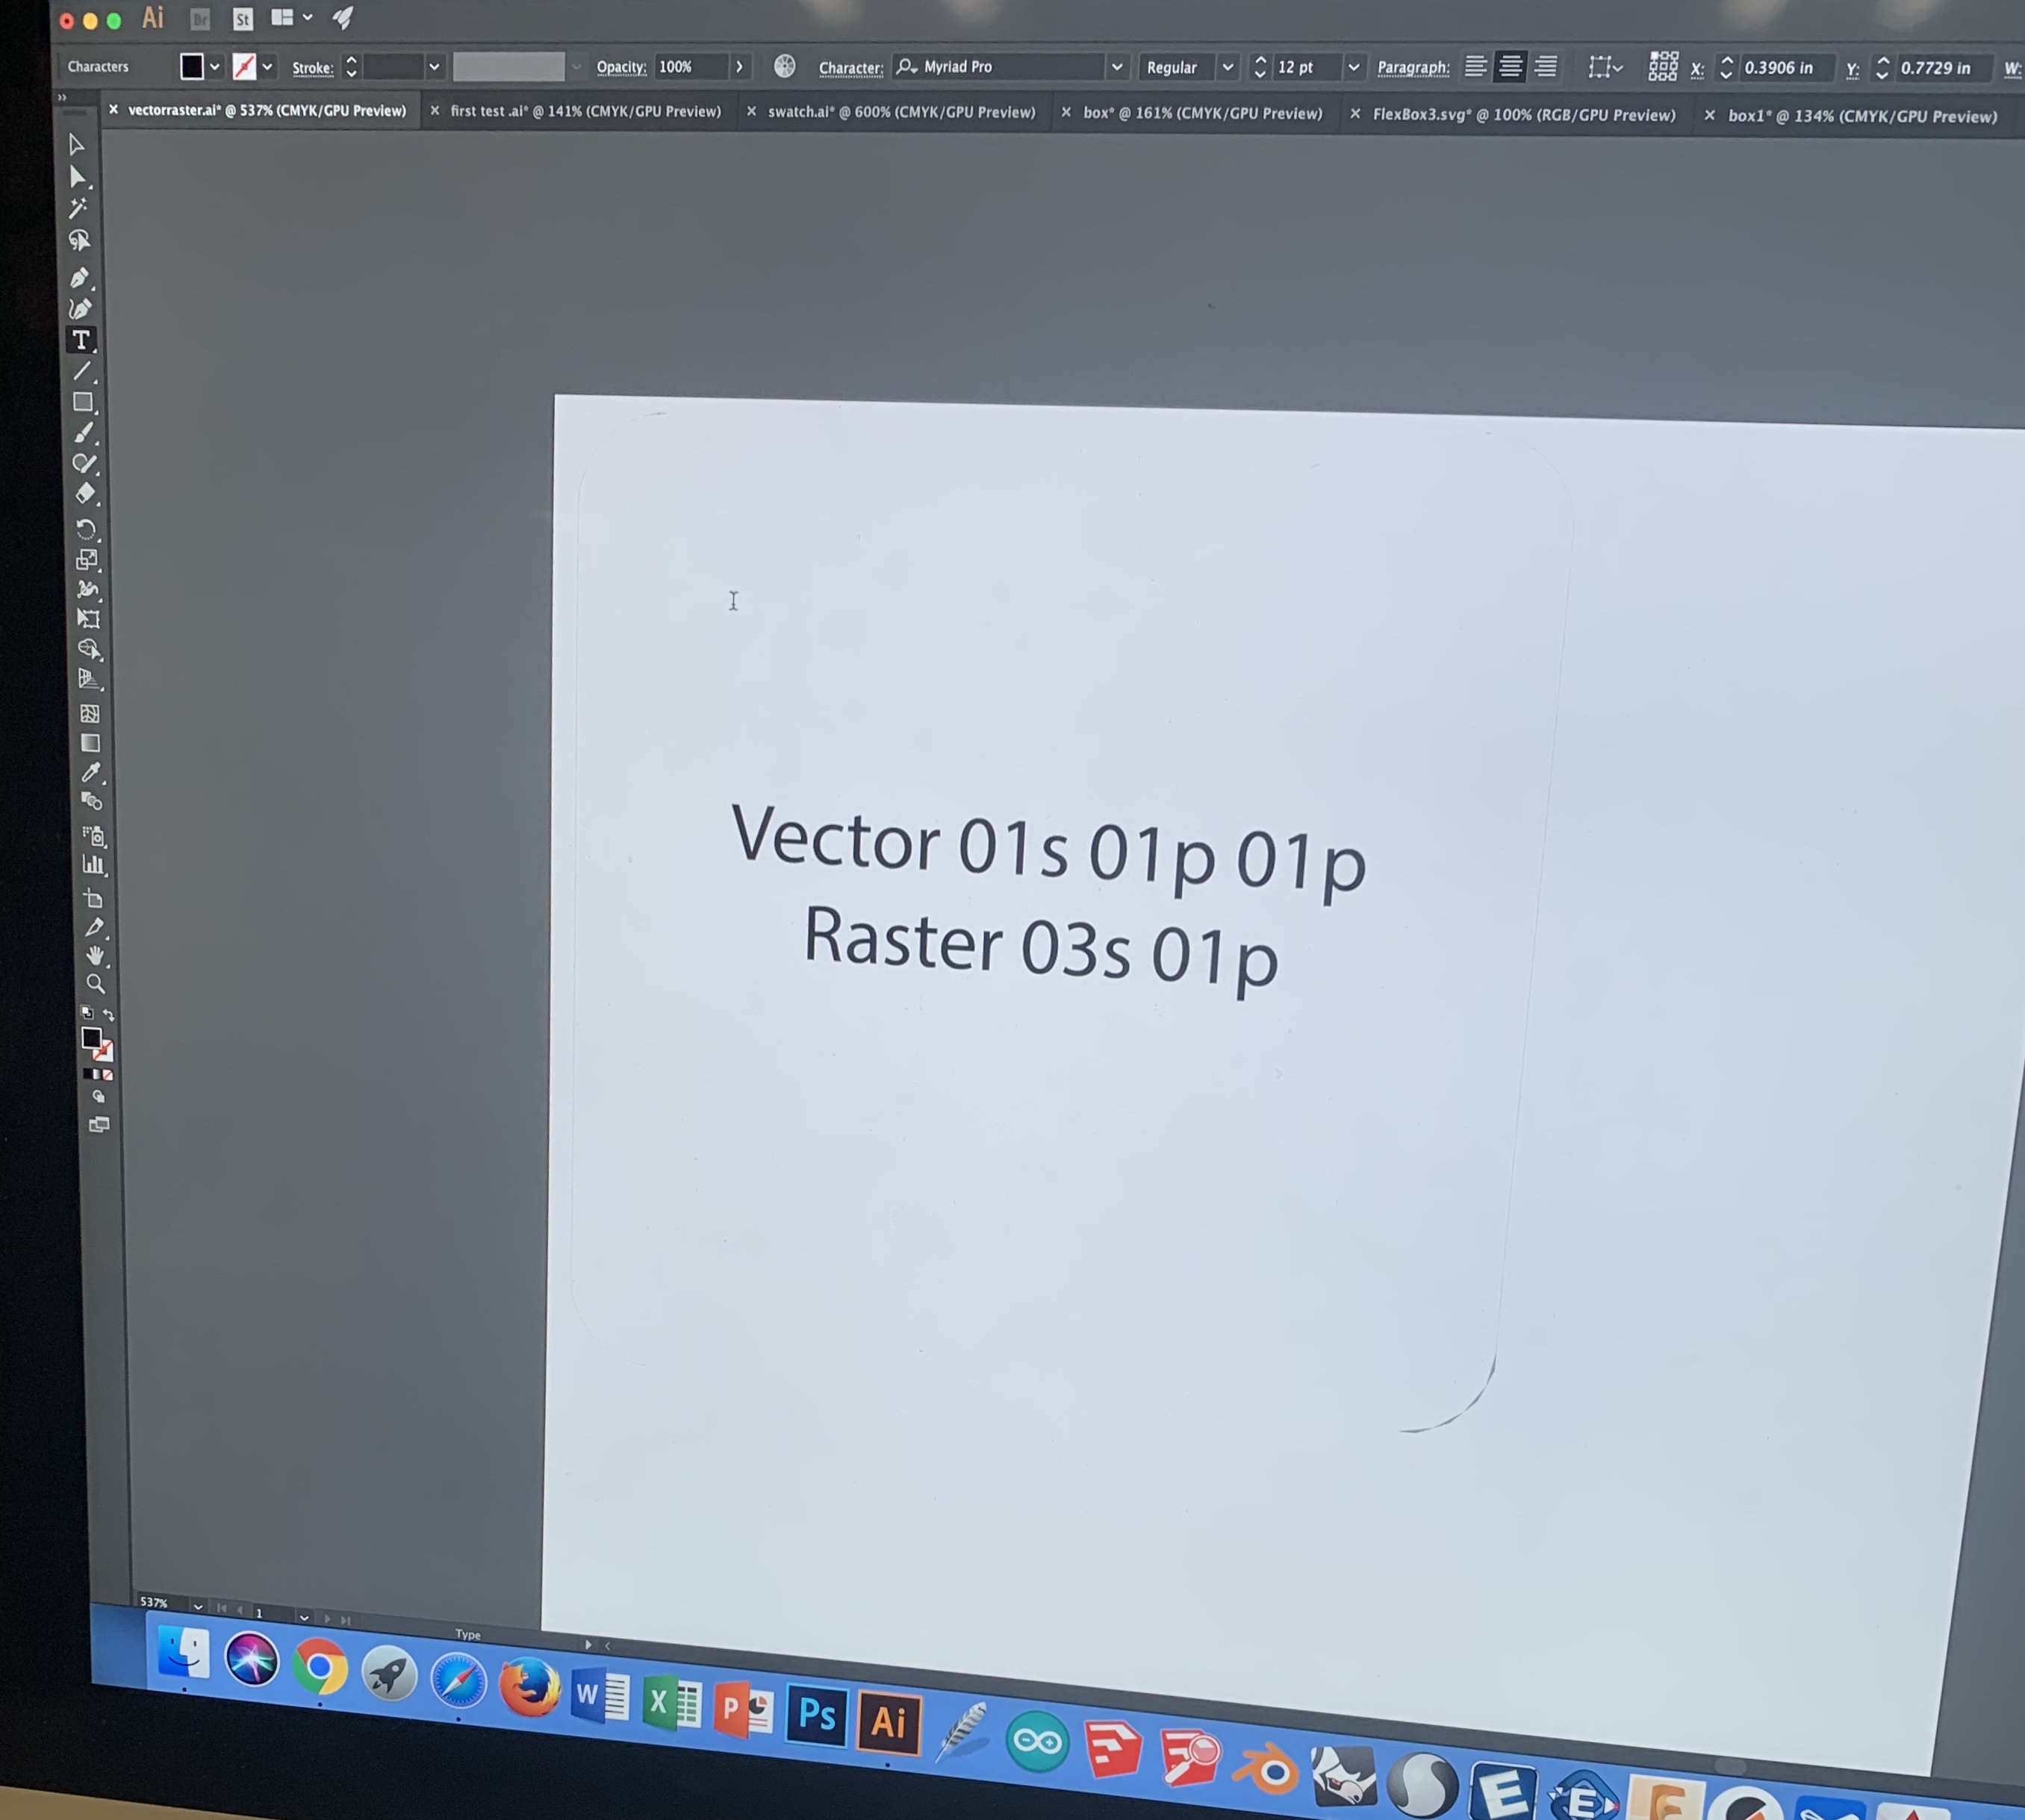 Ai Br St
Characters Stroke: Opacity: 100% Character: Myriad Pro Regular 12 pt Paragraph: X: 0.3906 in Y: 0.7729 in W:
vectorraster.ai* @ 537% (CMYK/GPU Preview) first test .ai* @ 141% (CMYK/GPU Preview) swatch.ai* @ 600% (CMYK/GPU Preview) box* @ 161% (CMYK/GPU Preview) FlexBox3.svg* @ 100% (RGB/GPU Preview) box1* @ 134% (CMYK/GPU Preview)
T
Vector 01s 01p 01p
Raster 03s 01p
537% 1 Type
W X P Ps Ai E E